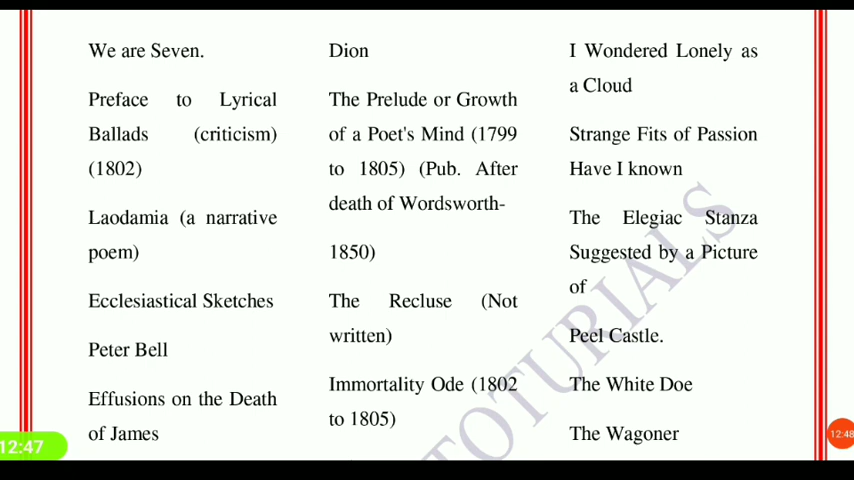 We are Seven.
Preface to Lyrical
Ballads (criticism)
(1802)
Laodamia (a narrative
poem)
Ecclesiastical Sketches
Peter Bell
Effusions on the Death
of James
Dion
The Prelude or Growth
of a Poet's Mind (1799
to 1805) (Pub. After
death of Wordsworth-
1850)
The Recluse (Not
written)
Immortality Ode (1802
to 1805)
I Wondered Lonely as
a Cloud
Strange Fits of Passion
Have I known
The Elegiac Stanza
Suggested by a Picture
of
Peel Castle.
The White Doe
The Wagoner
TOTURIALS
12:47
12:48